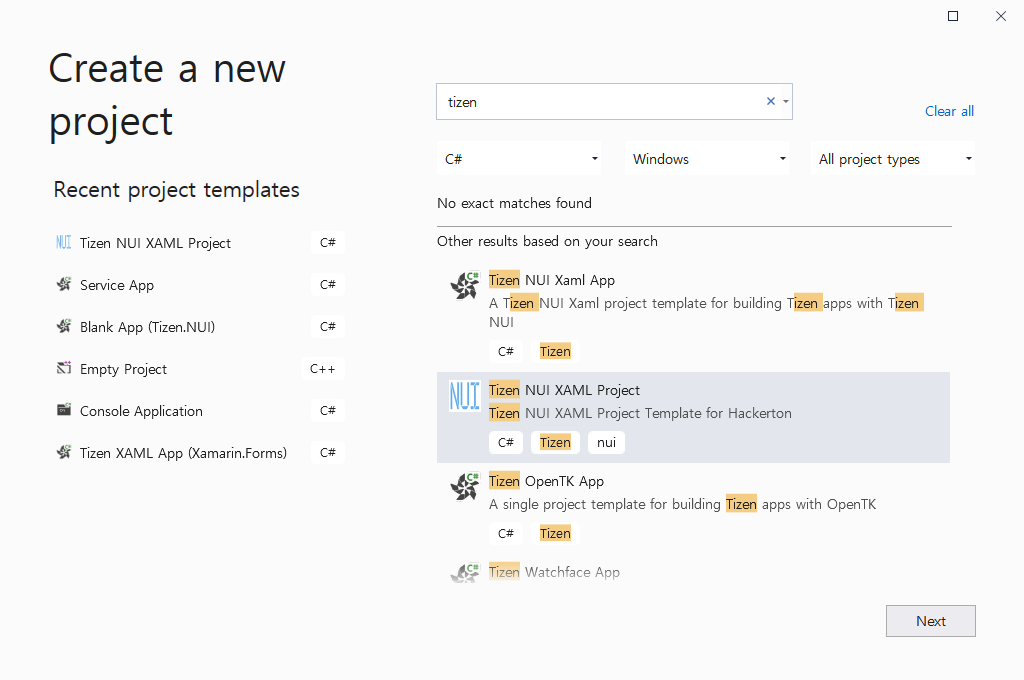 Create a new
project
Recent project templates
NUI Tizen NUI XAML Project C#
Service App C#
Blank App (Tizen.NUI) C#
Empty Project C++
Console Application C#
Tizen XAML App (Xamarin.Forms) C#
tizen
Clear all
C# Windows All project types
No exact matches found
Other results based on your search
C# Tizen NUI Xaml App
A Tizen NUI Xaml project template for building Tizen apps with Tizen
NUI
C# Tizen
NUI Tizen NUI XAML Project
Tizen NUI XAML Project Template for Hackerton
C# Tizen nui
C# Tizen OpenTK App
A single project template for building Tizen apps with OpenTK
C# Tizen
C# Tizen Watchface App
Next